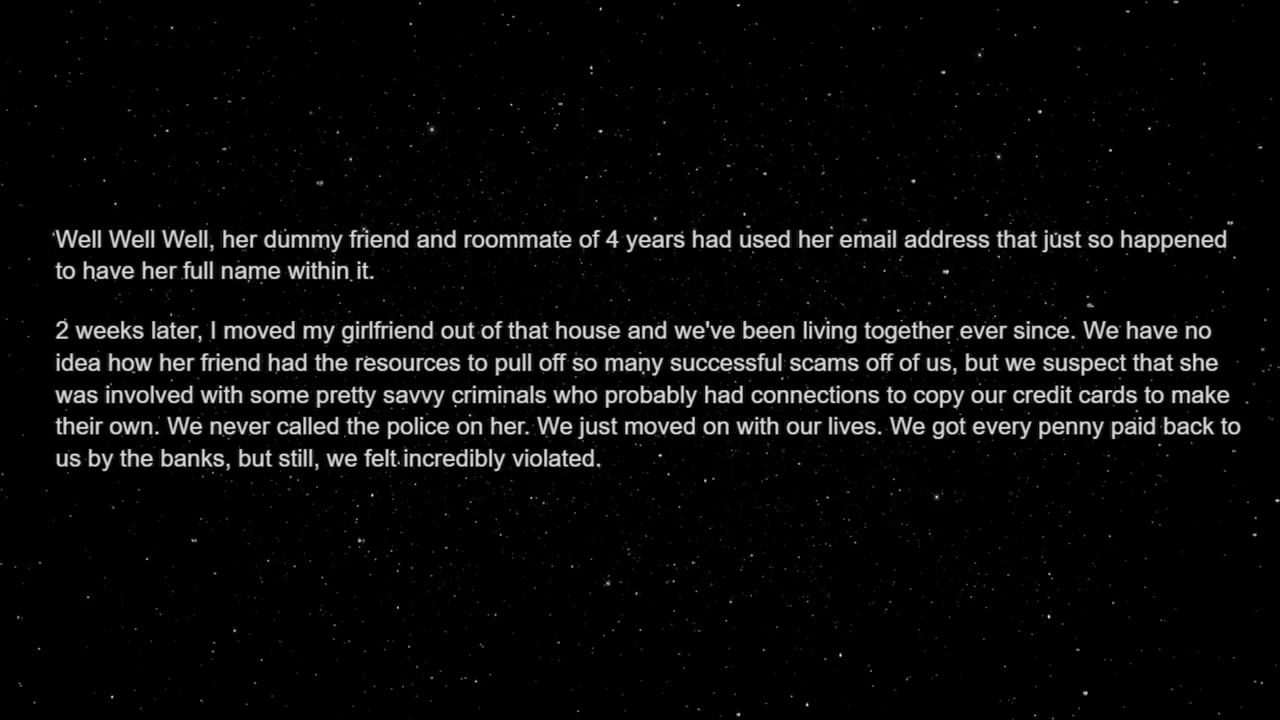 Well Well Well, her dummy friend and roommate of 4 years had used her email address that just so happened
to have her full name within it.
2 weeks later, I moved my girlfriend out of that house and we've been living together ever since. We have no
idea how her friend had the resources to pull off so many successful scams off of us, but we suspect that she
was involved with some pretty savvy criminals who probably had connections to copy our credit cards to make
their own. We never called the police on her. We just moved on with our lives. We got every penny paid back to
us by the banks, but still, we felt incredibly violated.